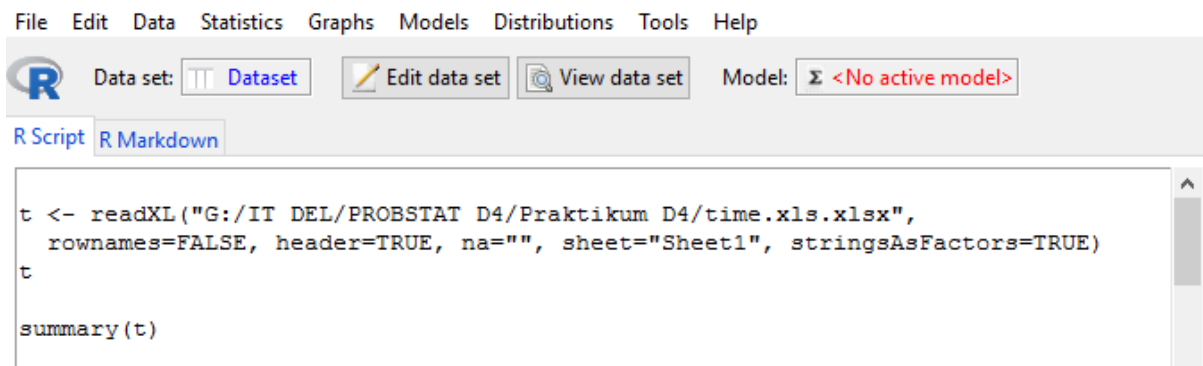 File Edit Data Statistics Graphs Models Distributions Tools Help
R Data set: Dataset Edit data set View data set Model: Σ <No active model>
R Script R Markdown
t <- readXL("G:/IT DEL/PROBSTAT D4/Praktikum D4/time.xls.xlsx",
  rownames=FALSE, header=TRUE, na="", sheet="Sheet1", stringsAsFactors=TRUE)
t
summary(t)